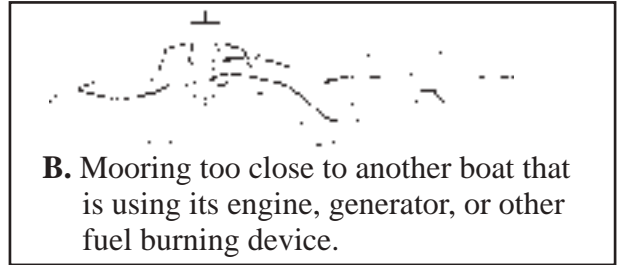 B. Mooring too close to another boat that
is using its engine, generator, or other
fuel burning device.